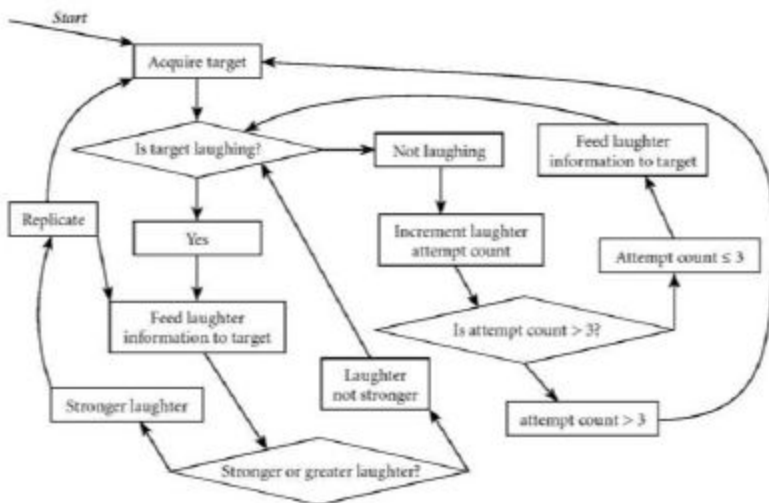 Start
Acquire target
Is target laughing?
Not laughing
Feed laughter
information to target
Replicate
Yes
Increment laughter
attempt count
Attempt count ≤ 3
Feed laughter
information to target
Is attempt count > 3?
Laughter
not stronger
Stronger laughter
attempt count > 3
Stronger or greater laughter?